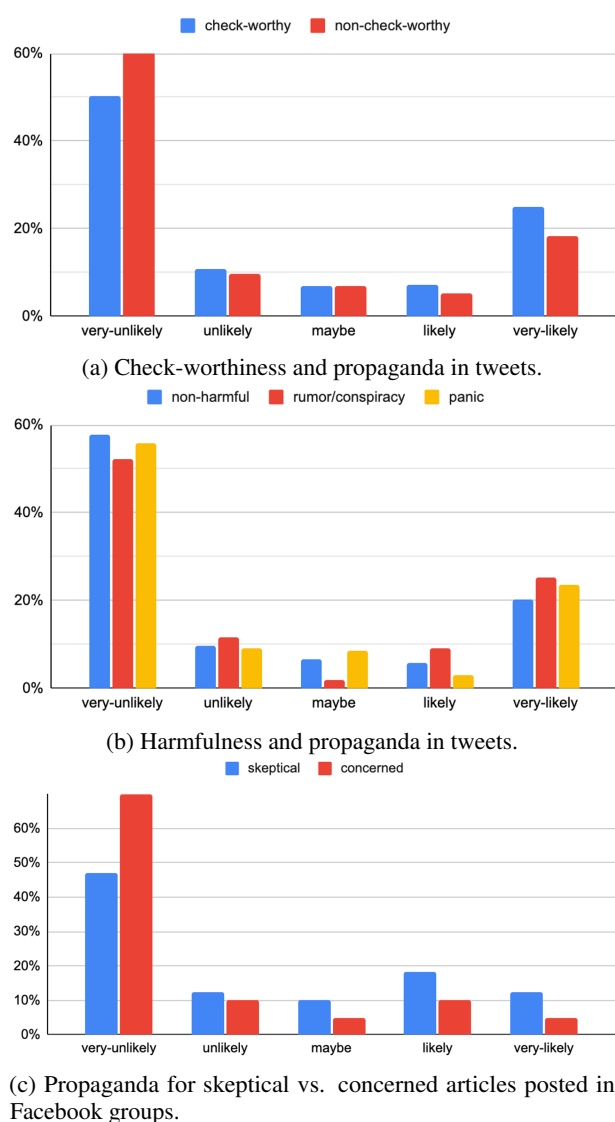 check-worthy non-check-worthy
60%
40%
20%
0%
very-unlikely unlikely maybe likely very-likely
(a) Check-worthiness and propaganda in tweets.
non-harmful rumor/conspiracy panic
60%
40%
20%
0%
very-unlikely unlikely maybe likely very-likely
(b) Harmfulness and propaganda in tweets.
skeptical concerned
60%
50%
40%
30%
20%
10%
0%
very-unlikely unlikely maybe likely very-likely
(c) Propaganda for skeptical vs. concerned articles posted in
Facebook groups.